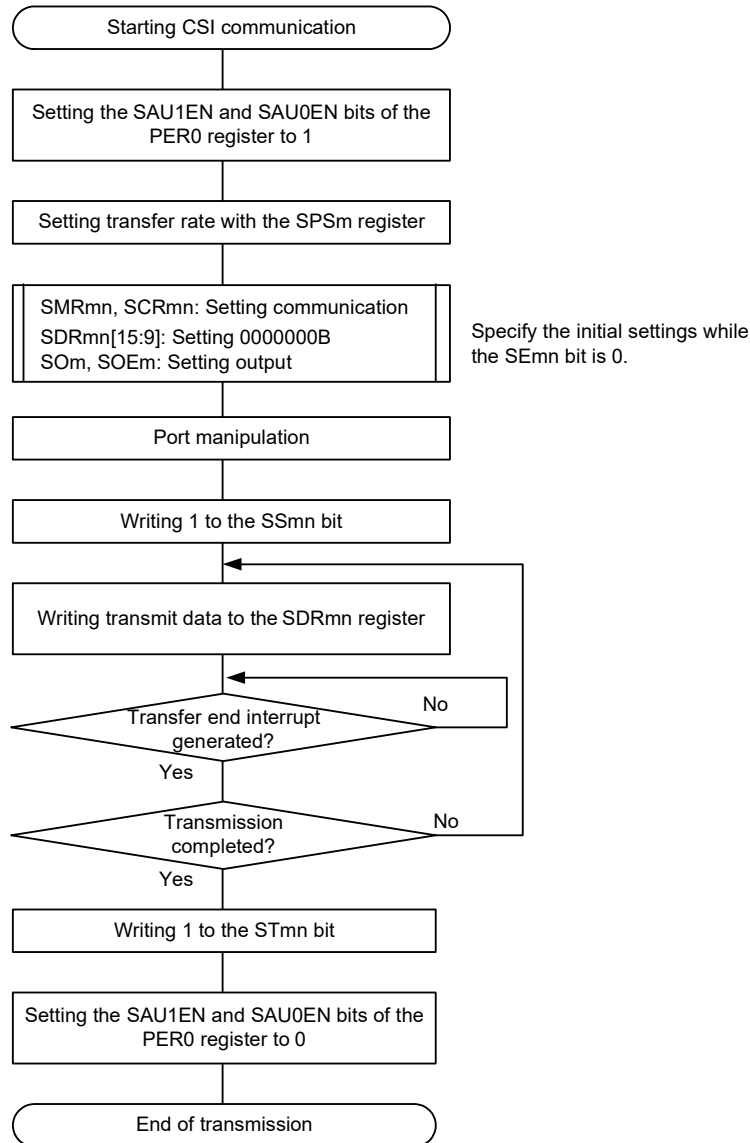 Starting CSI communication
Setting the SAU1EN and SAU0EN bits of the
PER0 register to 1
Setting transfer rate with the SPSm register
SMRmn, SCRmn: Setting communication
SDRmn[15:9]: Setting 0000000B
SOm, SOEm: Setting output
Specify the initial settings while
the SEmn bit is 0.
Port manipulation
Writing 1 to the SSmn bit
Writing transmit data to the SDRmn register
Transfer end interrupt
generated?
No
Yes
Transmission
completed?
No
Yes
Writing 1 to the STmn bit
Setting the SAU1EN and SAU0EN bits of the
PER0 register to 0
End of transmission